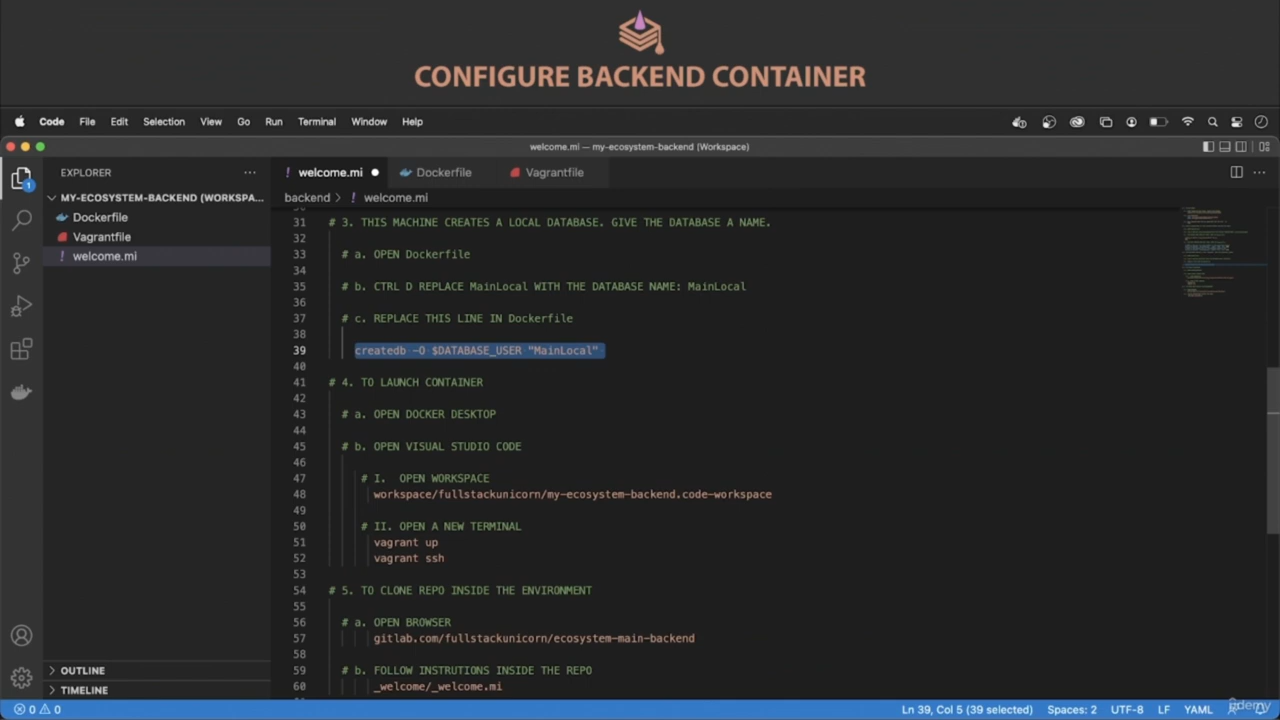 CONFIGURE BACKEND CONTAINER
Code File Edit Selection View Go Run Terminal Window Help
welcome.mi — my-ecosystem-backend (Workspace)
EXPLORER
MY-ECOSYSTEM-BACKEND (WORKSPA...
Dockerfile
Vagrantfile
! welcome.mi
OUTLINE
TIMELINE
1
! welcome.mi Dockerfile Vagrantfile
backend > welcome.mi
31 # 3. THIS MACHINE CREATES A LOCAL DATABASE. GIVE THE DATABASE A NAME.
32
33 # a. OPEN Dockerfile
34
35 # b. CTRL D REPLACE MainLocal WITH THE DATABASE NAME: MainLocal
36
37 # c. REPLACE THIS LINE IN Dockerfile
38
39 createdb -O $DATABASE_USER "MainLocal"
40
41 # 4. TO LAUNCH CONTAINER
42
43 # a. OPEN DOCKER DESKTOP
44
45 # b. OPEN VISUAL STUDIO CODE
46
47 # I. OPEN WORKSPACE
48 workspace/fullstackunicorn/my-ecosystem-backend.code-workspace
49
50 # II. OPEN A NEW TERMINAL
51 vagrant up
52 vagrant ssh
53
54 # 5. TO CLONE REPO INSIDE THE ENVIRONMENT
55
56 # a. OPEN BROWSER
57 gitlab.com/fullstackunicorn/ecosystem-main-backend
58
59 # b. FOLLOW INSTRUTIONS INSIDE THE REPO
60 _welcome/_welcome.mi
0 0 Ln 39, Col 5 (39 selected) Spaces: 2 UTF-8 LF YAML